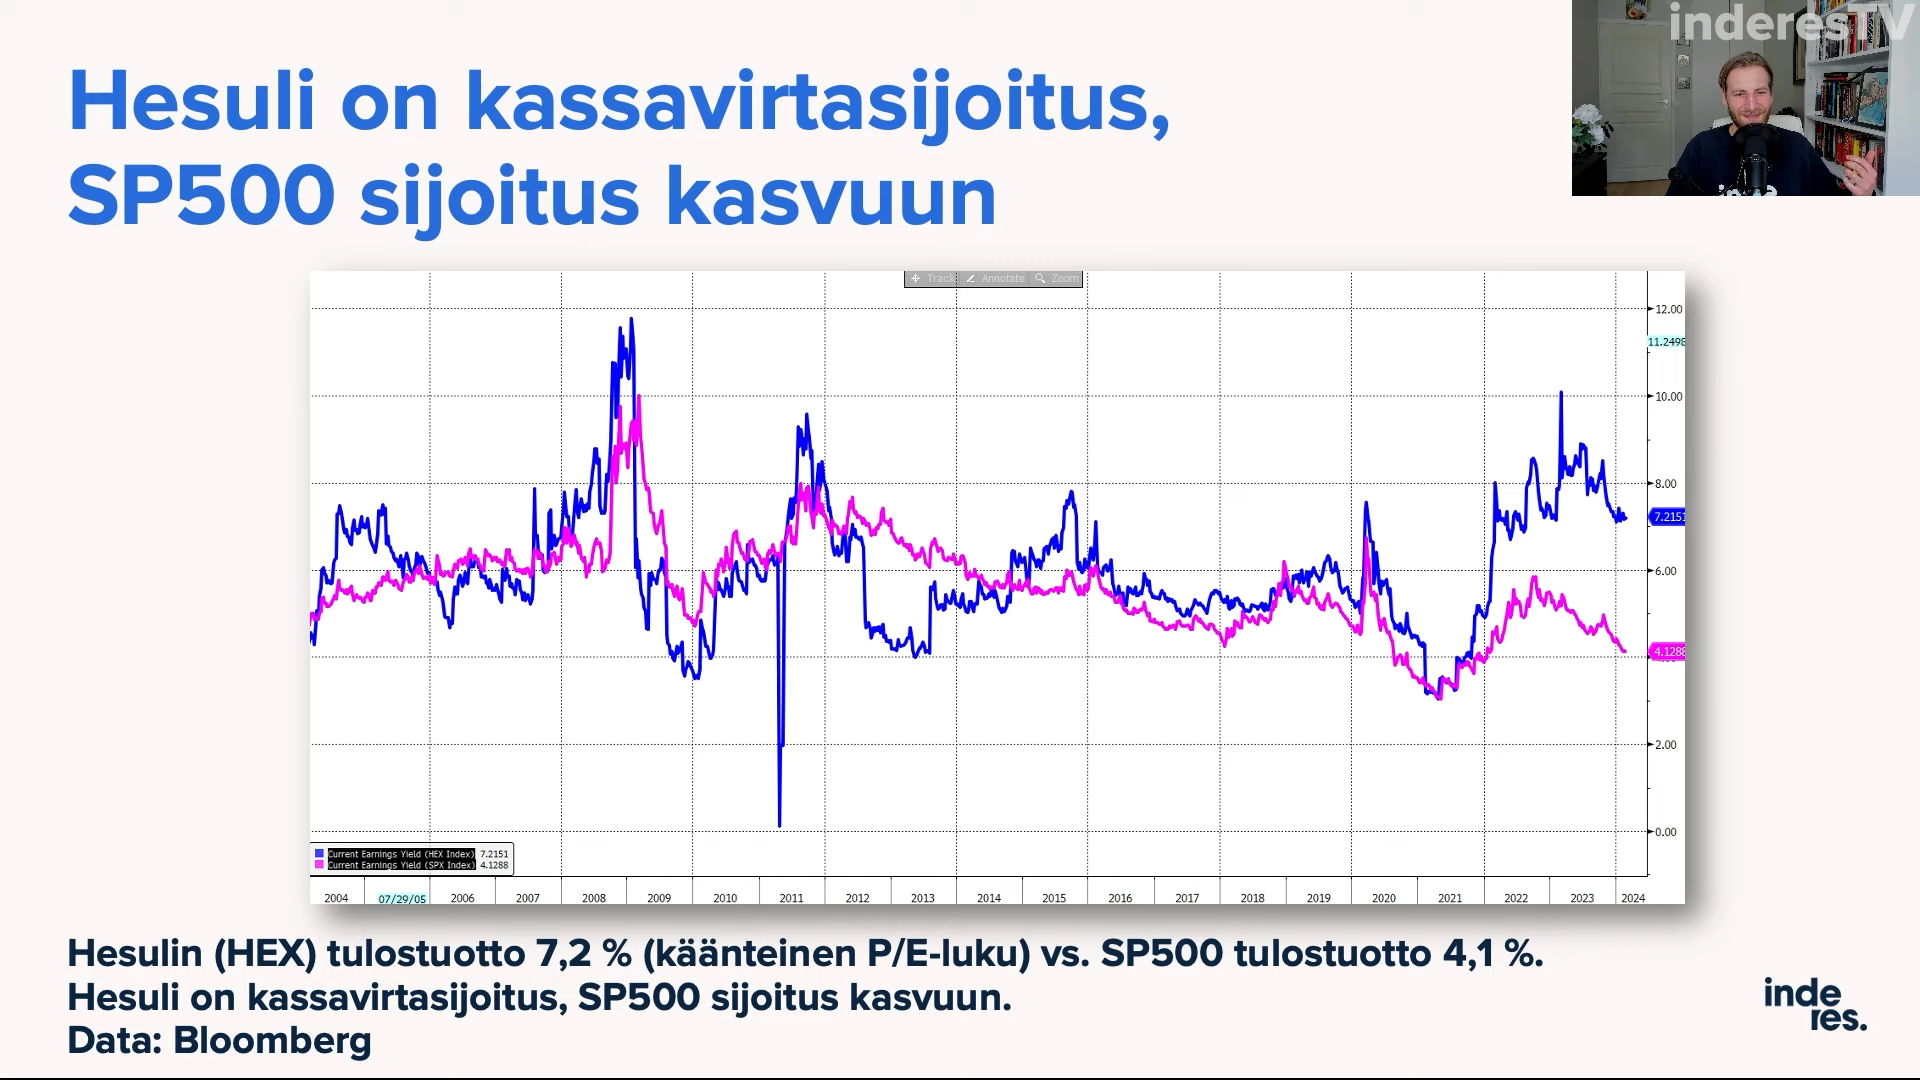 inderesTV
Hesuli on kassavirtasijoitus,
SP500 sijoitus kasvuun
Track Annotate Zoom
12.00
11.2498
10.00
8.00
7.2151
6.00
4.1288
2.00
0.00
Current Earnings Yield (HEX Index) 7.2151
Current Earnings Yield (SPX Index) 4.1288
2004 07/29/05 2006 2007 2008 2009 2010 2011 2012 2013 2014 2015 2016 2017 2018 2019 2020 2021 2022 2023 2024
Hesulin (HEX) tulostuotto 7,2 % (käänteinen P/E-luku) vs. SP500 tulostuotto 4,1 %.
Hesuli on kassavirtasijoitus, SP500 sijoitus kasvuun.
Data: Bloomberg
inde
res.